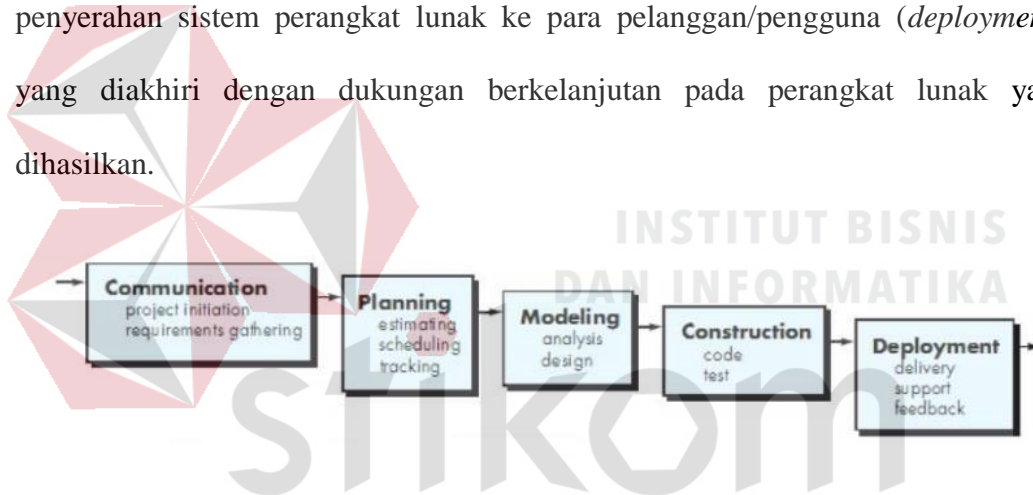 penyerahan sistem perangkat lunak ke para pelanggan/pengguna (deployme
yang diakhiri dengan dukungan berkelanjutan pada perangkat lunak ya
dihasilkan.
INSTITUT BISNIS
DAN INFORMATIKA
stikom
Communication
project initiation
requirements gathering
Planning
estimating
scheduling
tracking
Modeling
analysis
design
Construction
code
test
Deployment
delivery
support
feedback